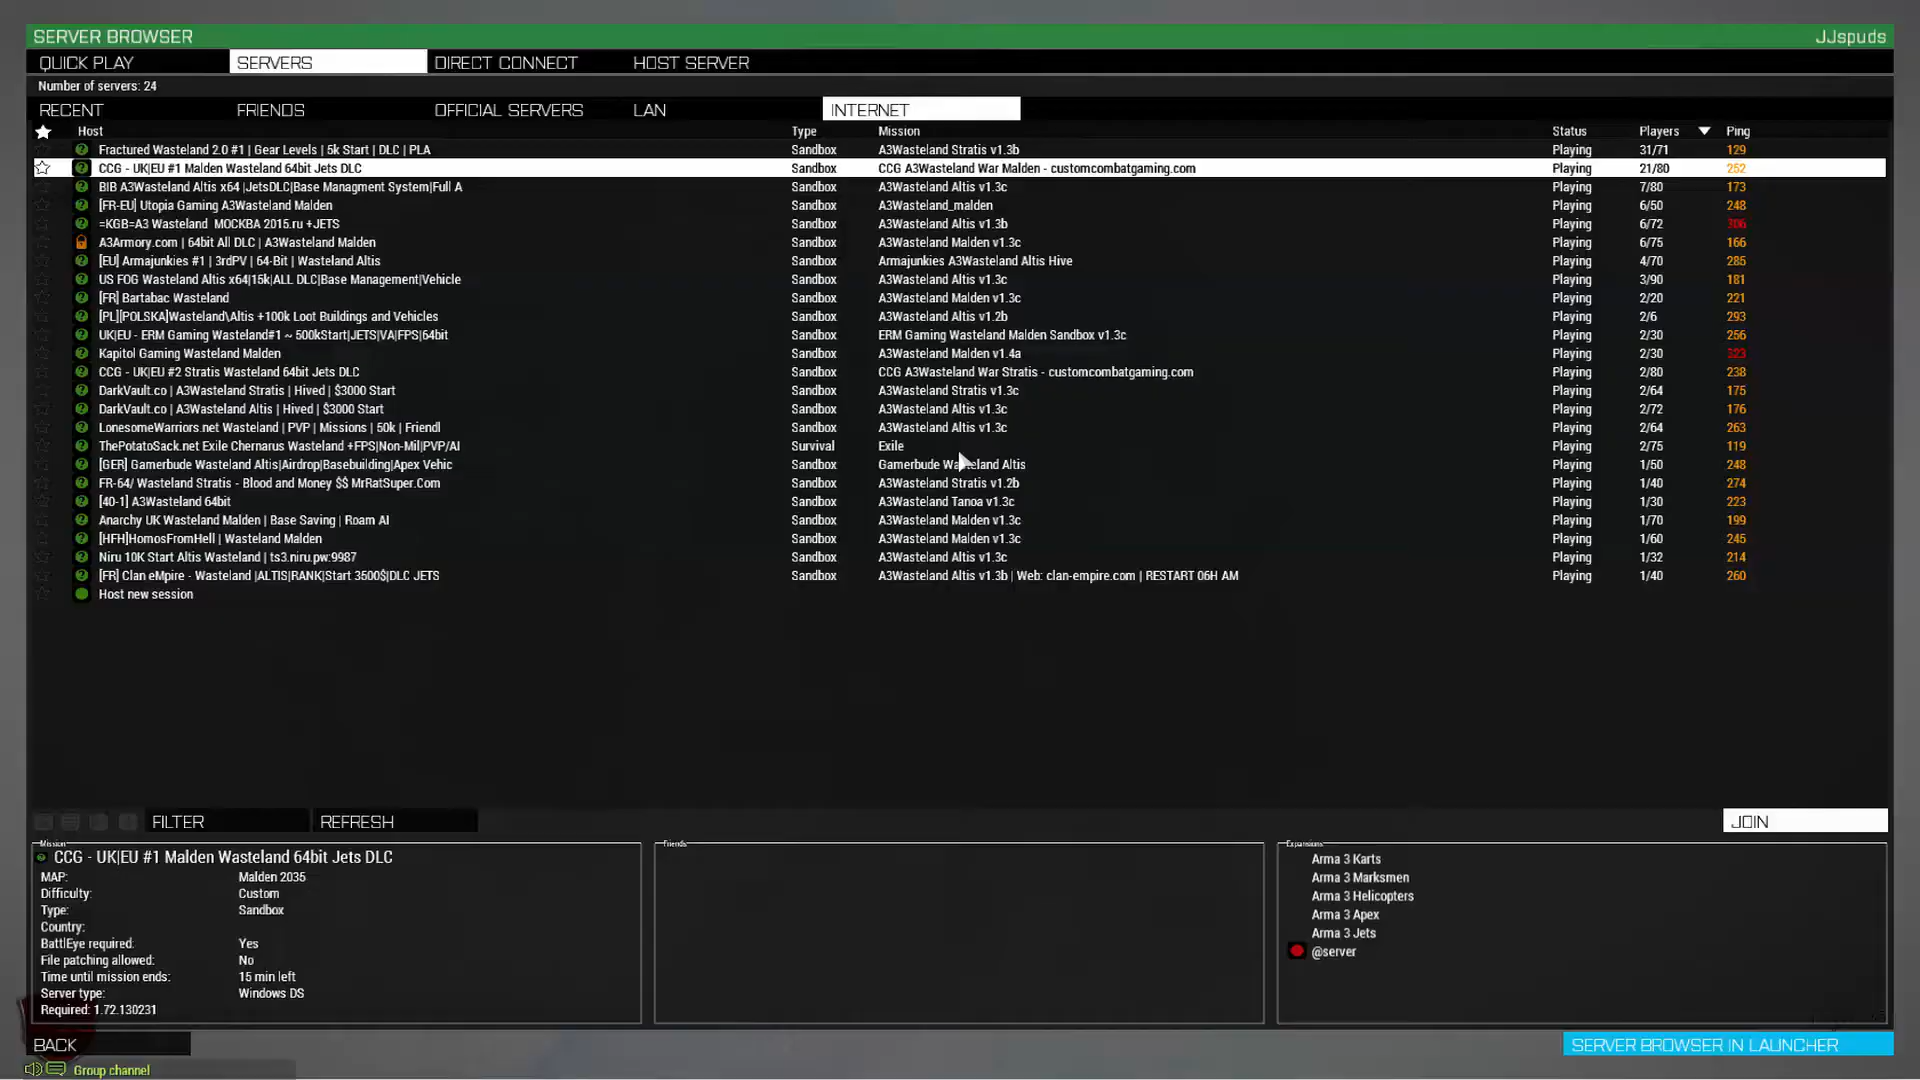 SERVER BROWSER JJspuds
QUICK PLAY SERVERS DIRECT CONNECT HOST SERVER
Number of servers: 24
RECENT FRIENDS OFFICIAL SERVERS LAN INTERNET
Host Type Mission Status Players Ping
Fractured Wasteland 2.0 #1 | Gear Levels | 5k Start | DLC | PLA Sandbox A3Wasteland Stratis v1.3b Playing 31/71 129
CCG - UK|EU #1 Malden Wasteland 64bit Jets DLC Sandbox CCG A3Wasteland War Malden - customcombatgaming.com Playing 21/80 252
BIB A3Wasteland Altis x64 |JetsDLC|Base Managment System|Full A Sandbox A3Wasteland Altis v1.3c Playing 7/80 173
[FR-EU] Utopia Gaming A3Wasteland Malden Sandbox A3Wasteland_malden Playing 6/50 248
=KGB=A3 Wasteland MOCKBA 2015.ru +JETS Sandbox A3Wasteland Altis v1.3b Playing 6/72 306
A3Armory.com | 64bit All DLC | A3Wasteland Malden Sandbox A3Wasteland Malden v1.3c Playing 6/75 166
[EU] Armajunkies #1 | 3rdPV | 64-Bit | Wasteland Altis Sandbox Armajunkies A3Wasteland Altis Hive Playing 4/70 285
US FOG Wasteland Altis x64|15k|ALL DLC|Base Management|Vehicle Sandbox A3Wasteland Altis v1.3c Playing 3/90 181
[FR] Bartabac Wasteland Sandbox A3Wasteland Malden v1.3c Playing 2/20 221
[PL][POLSKA]Wasteland\Altis +100k Loot Buildings and Vehicles Sandbox A3Wasteland Altis v1.2b Playing 2/6 293
UK|EU - ERM Gaming Wasteland#1 ~ 500kStart|JETS|VA|FPS|64bit Sandbox ERM Gaming Wasteland Malden Sandbox v1.3c Playing 2/30 256
Kapitol Gaming Wasteland Malden Sandbox A3Wasteland Malden v1.4a Playing 2/30 323
CCG - UK|EU #2 Stratis Wasteland 64bit Jets DLC Sandbox CCG A3Wasteland War Stratis - customcombatgaming.com Playing 2/80 238
DarkVault.co | A3Wasteland Stratis | Hived | $3000 Start Sandbox A3Wasteland Stratis v1.3c Playing 2/64 175
DarkVault.co | A3Wasteland Altis | Hived | $3000 Start Sandbox A3Wasteland Altis v1.3c Playing 2/72 176
LonesomeWarriors.net Wasteland | PVP | Missions | 50k | Friendl Sandbox A3Wasteland Altis v1.3c Playing 2/64 263
ThePotatoSack.net Exile Chernarus Wasteland +FPS|Non-Mil|PVP/AI Survival Exile Playing 2/75 119
[GER] Gamerbude Wasteland Altis|Airdrop|Basebuilding|Apex Vehic Sandbox Gamerbude Wasteland Altis Playing 1/50 248
FR-64/ Wasteland Stratis - Blood and Money $$ MrRatSuper.Com Sandbox A3Wasteland Stratis v1.2b Playing 1/40 274
[40-1] A3Wasteland 64bit Sandbox A3Wasteland Tanoa v1.3c Playing 1/30 223
Anarchy UK Wasteland Malden | Base Saving | Roam AI Sandbox A3Wasteland Malden v1.3c Playing 1/70 199
[HFH]HomosFromHell | Wasteland Malden Sandbox A3Wasteland Malden v1.3c Playing 1/60 245
Niru 10K Start Altis Wasteland | ts3.niru.pw:9987 Sandbox A3Wasteland Altis v1.3c Playing 1/32 214
[FR] Clan eMpire - Wasteland |ALTIS|RANK|Start 3500$|DLC JETS Sandbox A3Wasteland Altis v1.3b | Web: clan-empire.com | RESTART 06H AM Playing 1/40 260
Host new session
FILTER REFRESH JOIN
Mission
CCG - UK|EU #1 Malden Wasteland 64bit Jets DLC
MAP: Malden 2035
Difficulty: Custom
Type: Sandbox
Country:
BattlEye required: Yes
File patching allowed: No
Time until mission ends: 15 min left
Server type: Windows DS
Required: 1.72.130231
Friends
Expansions
Arma 3 Karts
Arma 3 Marksmen
Arma 3 Helicopters
Arma 3 Apex
Arma 3 Jets
@server
BACK SERVER BROWSER IN LAUNCHER
Group channel